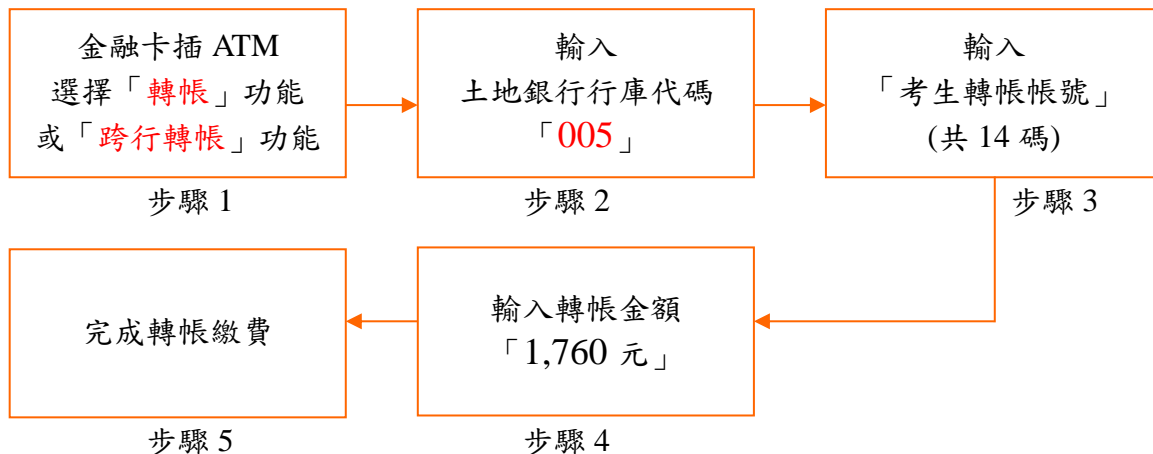 金融卡插 ATM
選擇「轉帳」功能
或「跨行轉帳」功能
步驟 1
輸入
土地銀行行庫代碼
「005」
步驟 2
輸入
「考生轉帳帳號」
(共 14 碼)
步驟 3
輸入轉帳金額
「1,760 元」
步驟 4
完成轉帳繳費
步驟 5